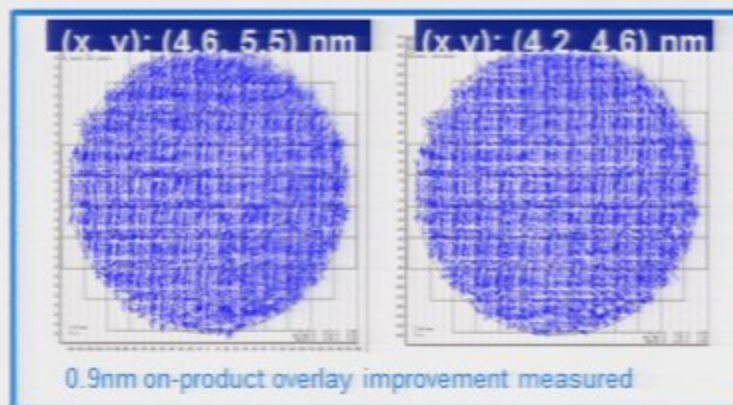 (x, y): (4.6, 5.5) nm
(x,y): (4.2, 4.6) nm
0.9nm on-product overlay improvement measured